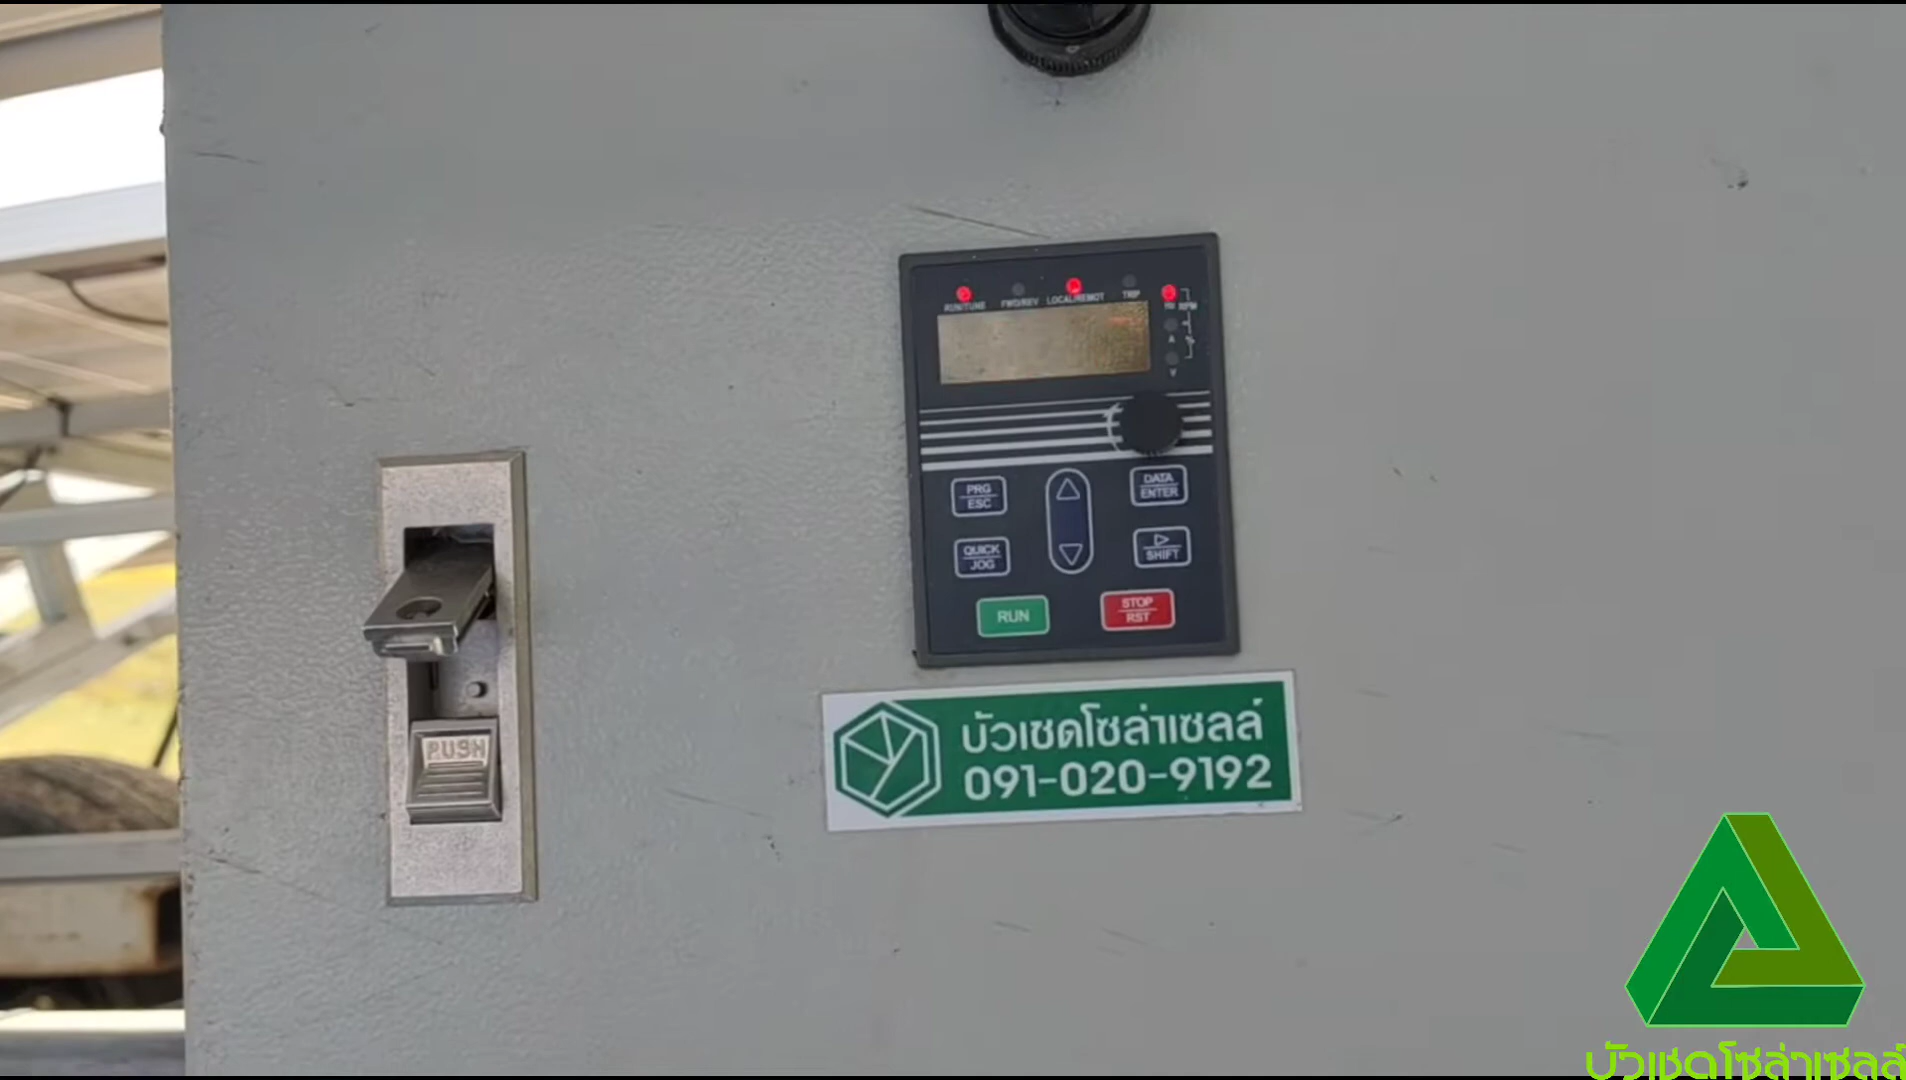 RUN/TUNE FWD/REV LOCAL/REMOT TRIP
Hz RPM
A %
V
PRG
ESC
DATA
ENTER
QUICK
JOG
SHIFT
RUN
STOP
RST
PUSH
บัวเชดโซล่าเซลล์
091-020-9192
บัวเชดโซล่าเซลล์